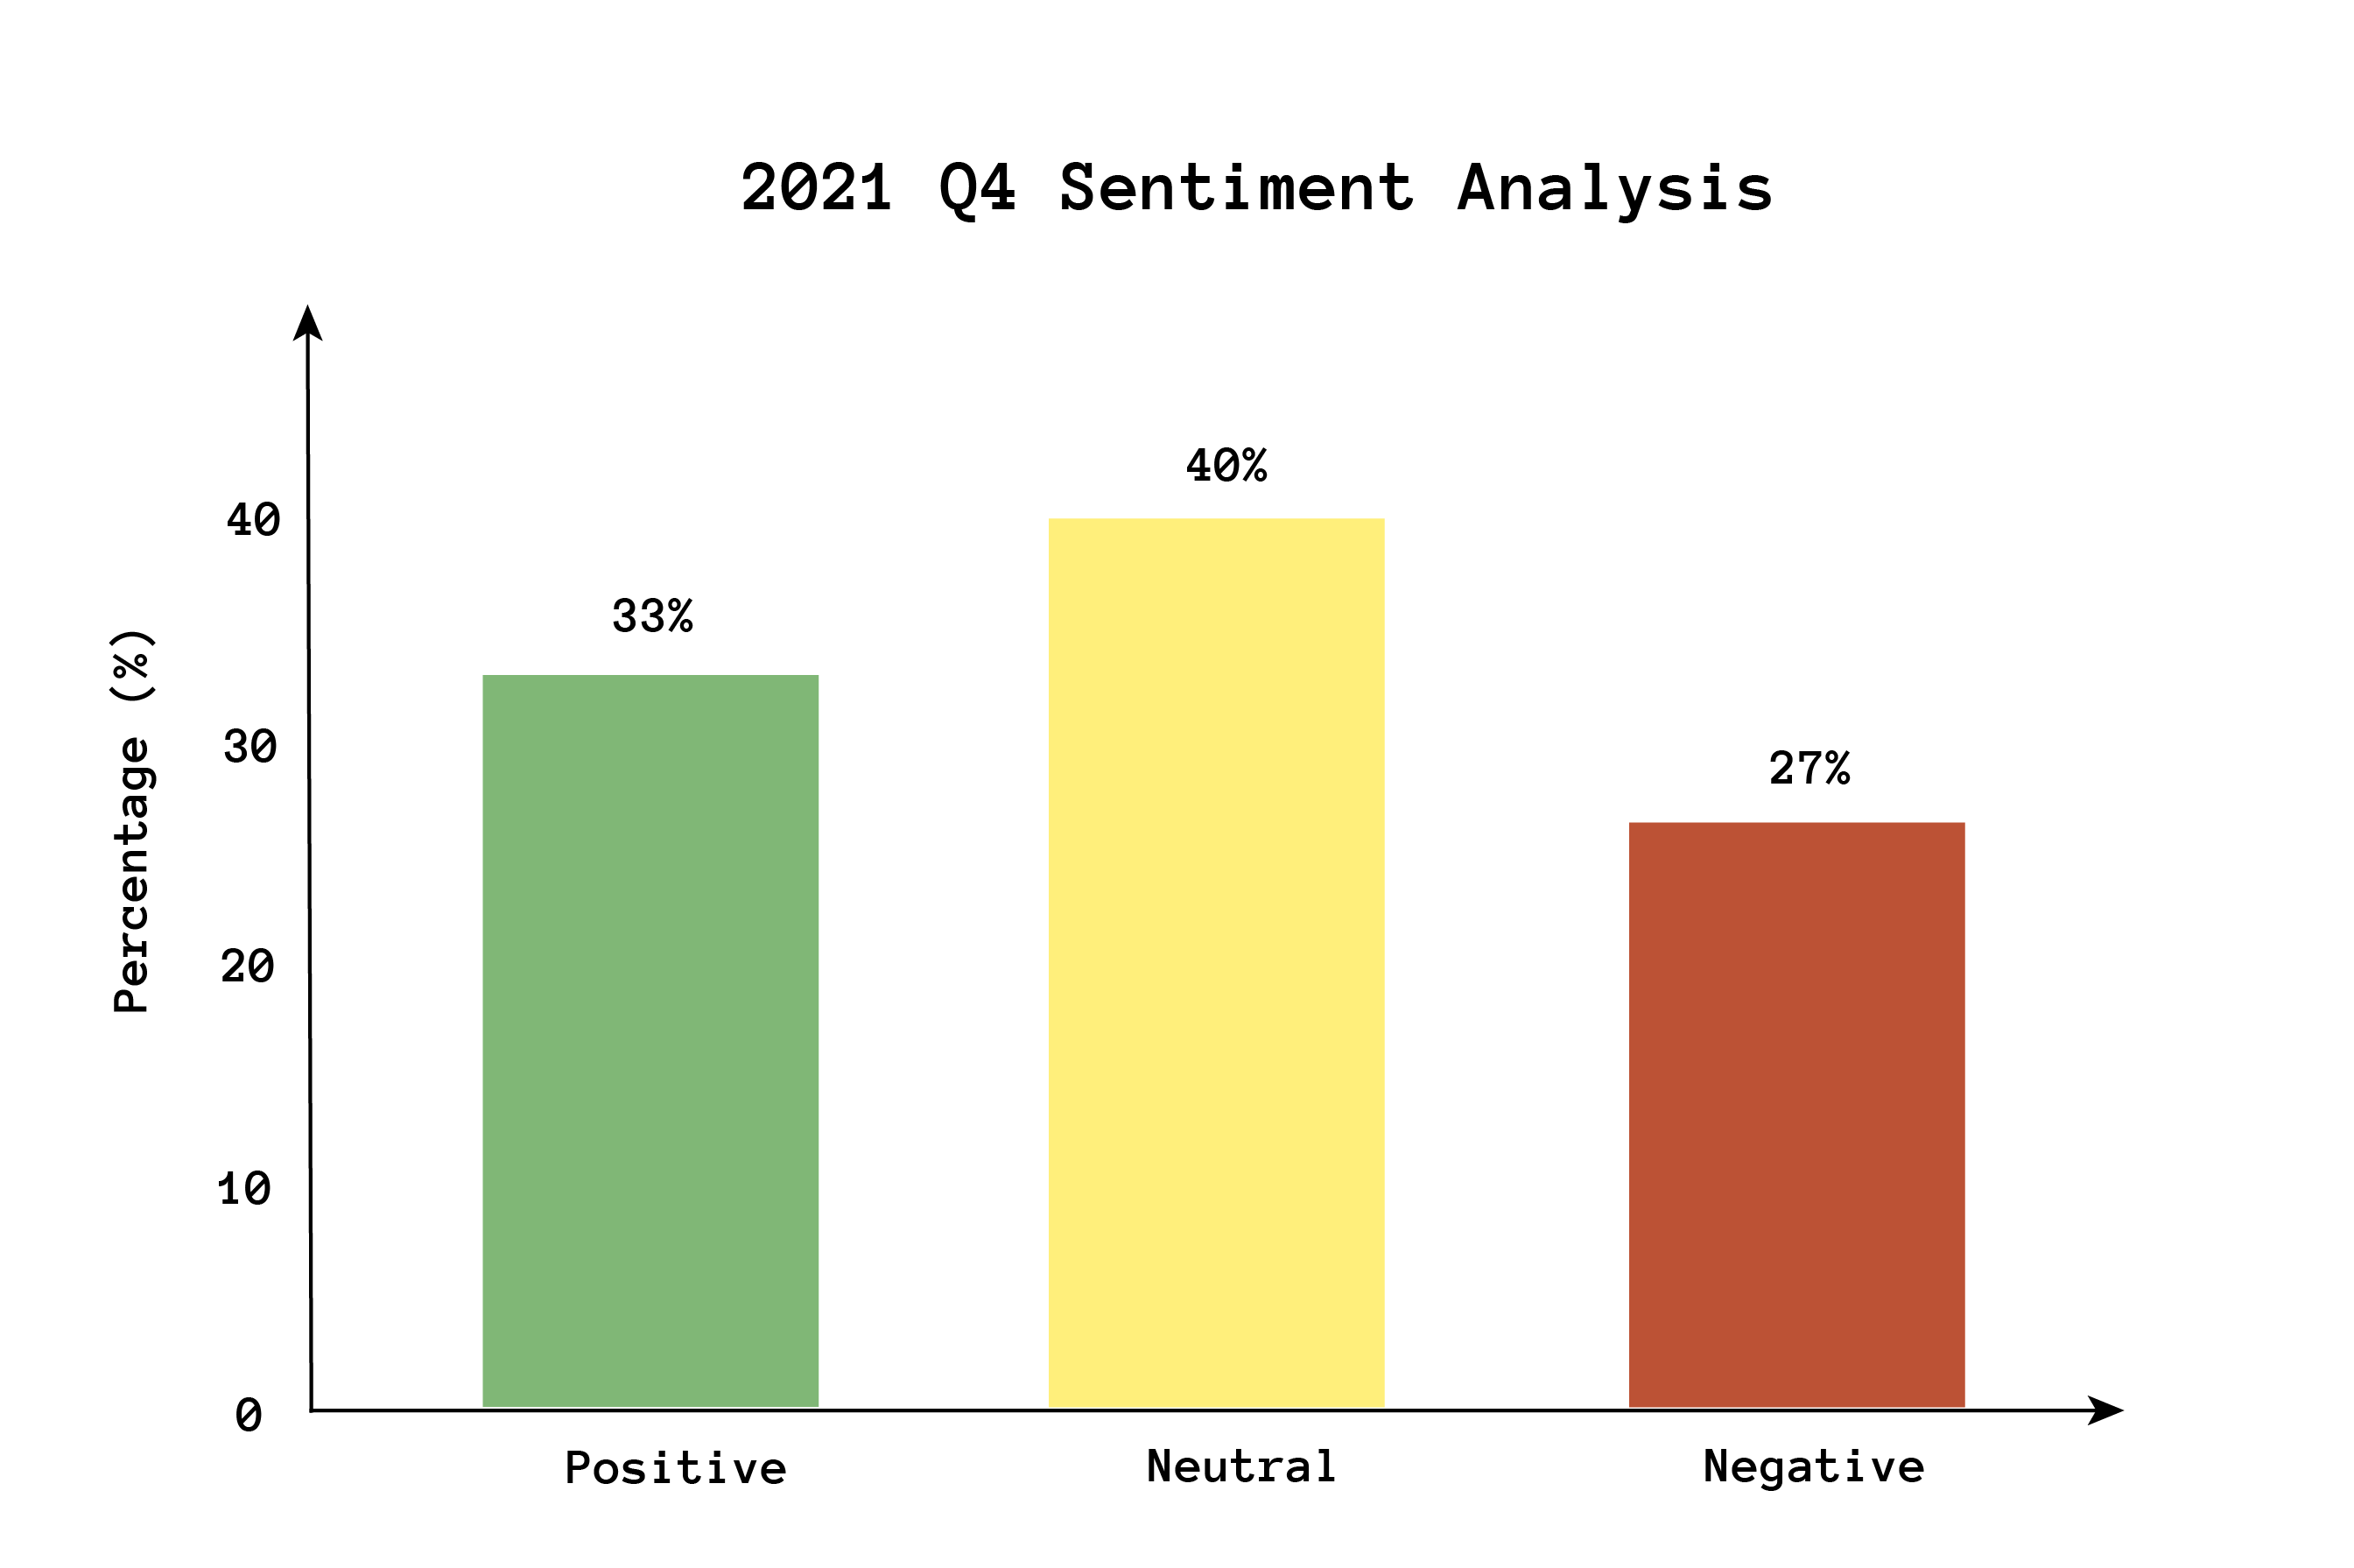 2021 Q4 Sentiment Analysis
Percentage (%)
40
30
20
10
0
33%
40%
27%
Positive
Neutral
Negative